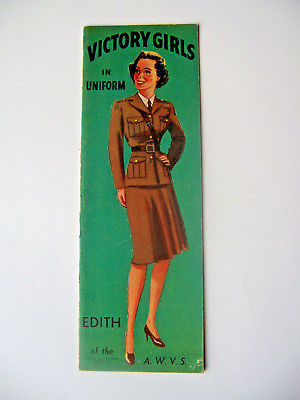 VICTORY GIRLS
IN
UNIFORM
EDITH
of the
A. W. V. S.